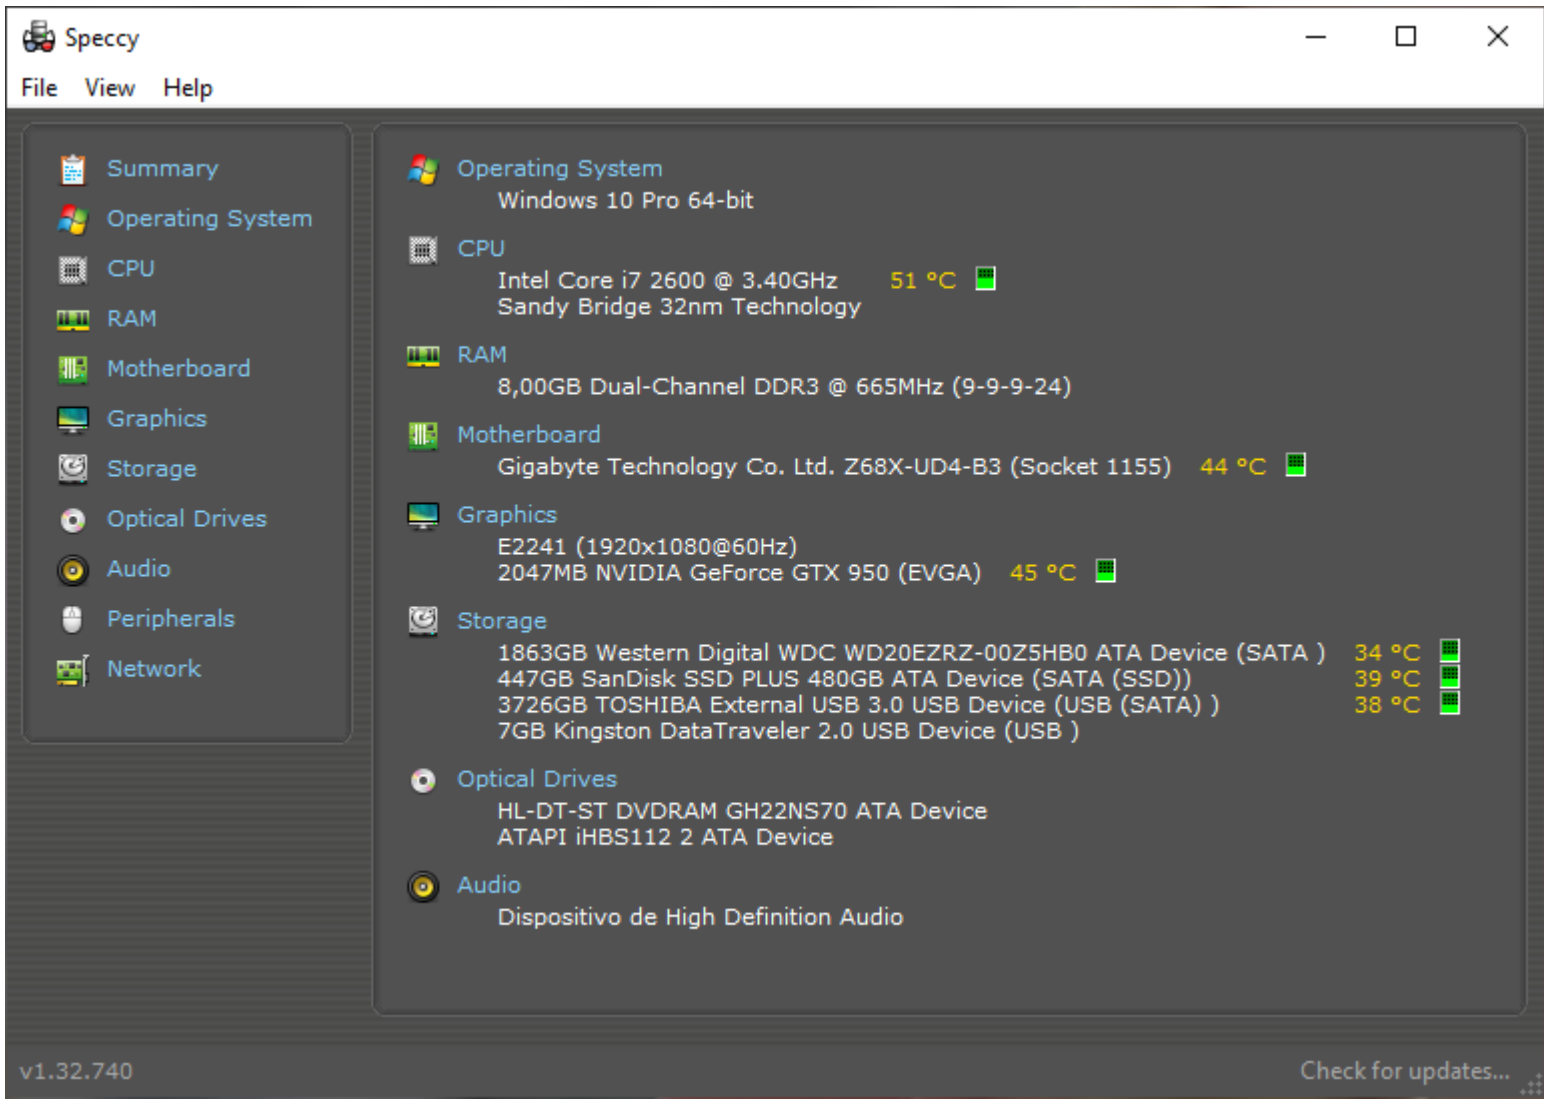 Speccy
File View Help
Summary
Operating System
CPU
RAM
Motherboard
Graphics
Storage
Optical Drives
Audio
Peripherals
Network
Operating System
Windows 10 Pro 64-bit
CPU
Intel Core i7 2600 @ 3.40GHz 51 °C
Sandy Bridge 32nm Technology
RAM
8,00GB Dual-Channel DDR3 @ 665MHz (9-9-9-24)
Motherboard
Gigabyte Technology Co. Ltd. Z68X-UD4-B3 (Socket 1155) 44 °C
Graphics
E2241 (1920x1080@60Hz)
2047MB NVIDIA GeForce GTX 950 (EVGA) 45 °C
Storage
1863GB Western Digital WDC WD20EZRZ-00Z5HB0 ATA Device (SATA ) 34 °C
447GB SanDisk SSD PLUS 480GB ATA Device (SATA (SSD)) 39 °C
3726GB TOSHIBA External USB 3.0 USB Device (USB (SATA) ) 38 °C
7GB Kingston DataTraveler 2.0 USB Device (USB )
Optical Drives
HL-DT-ST DVDRAM GH22NS70 ATA Device
ATAPI iHBS112 2 ATA Device
Audio
Dispositivo de High Definition Audio
v1.32.740
Check for updates...